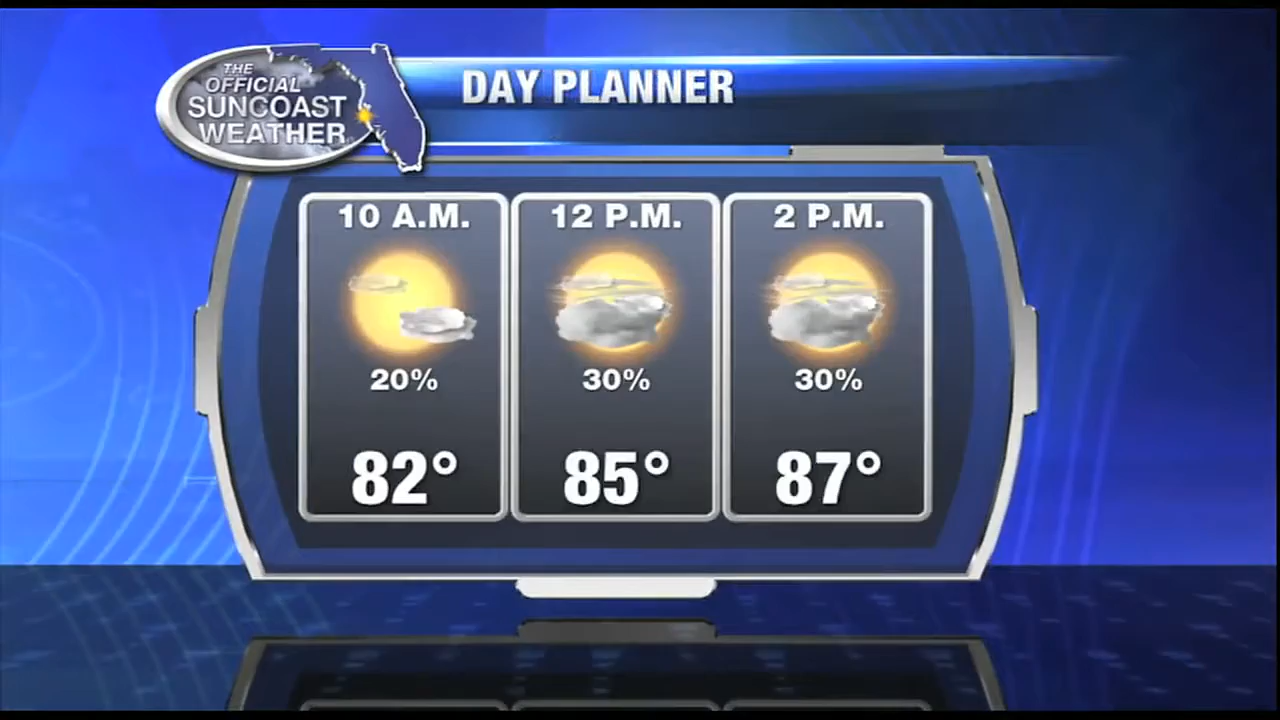 THE
OFFICIAL
SUNCOAST
WEATHER
DAY PLANNER
10 A.M.
20%
82°
12 P.M.
30%
85°
2 P.M.
30%
87°